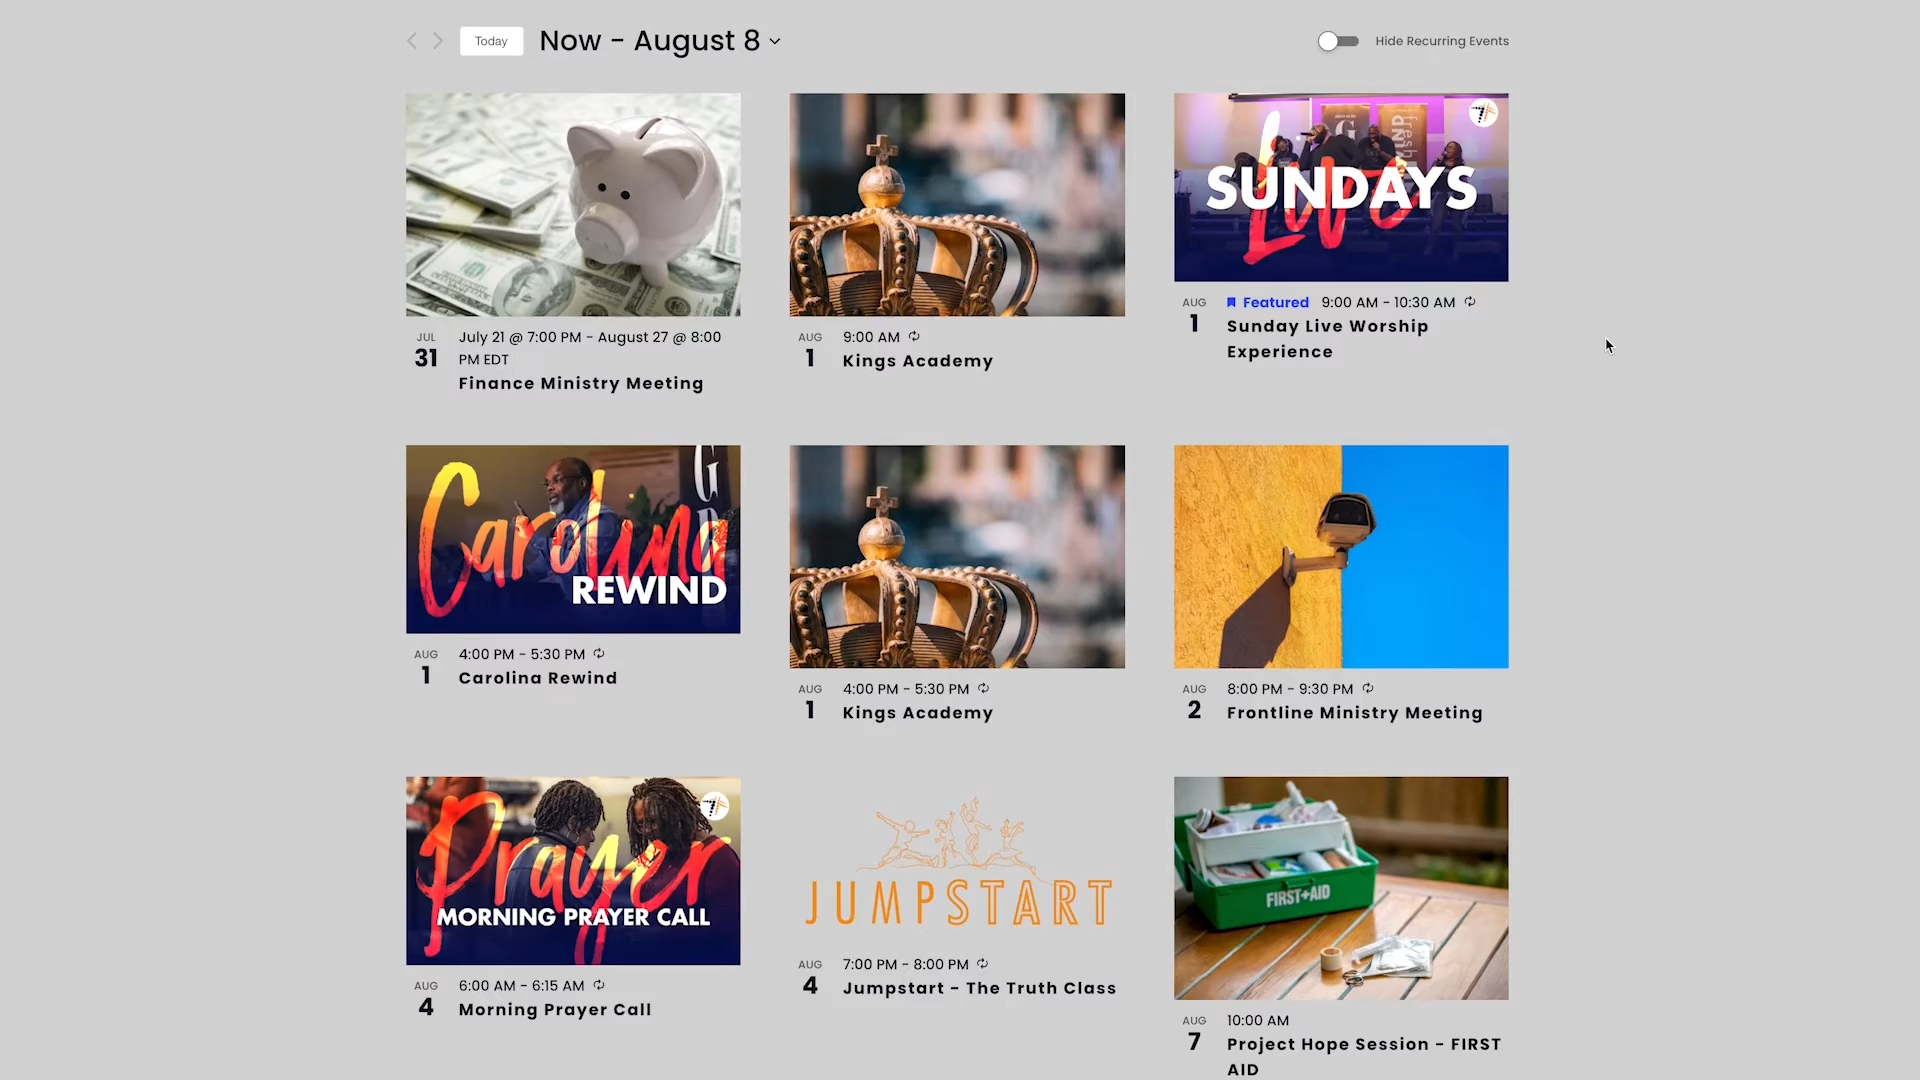 Today
Now - August 8
Hide Recurring Events
SUNDAYS
Live
JUL
31
July 21 @ 7:00 PM - August 27 @ 8:00
PM EDT
Finance Ministry Meeting
AUG
1
9:00 AM
Kings Academy
AUG
1
Featured 9:00 AM - 10:30 AM
Sunday Live Worship
Experience
Carolina
REWIND
AUG
1
4:00 PM - 5:30 PM
Carolina Rewind
AUG
1
4:00 PM - 5:30 PM
Kings Academy
AUG
2
8:00 PM - 9:30 PM
Frontline Ministry Meeting
Prayer
MORNING PRAYER CALL
JUMPSTART
FIRST+AID
AUG
4
6:00 AM - 6:15 AM
Morning Prayer Call
AUG
4
7:00 PM - 8:00 PM
Jumpstart - The Truth Class
AUG
7
10:00 AM
Project Hope Session - FIRST
AID